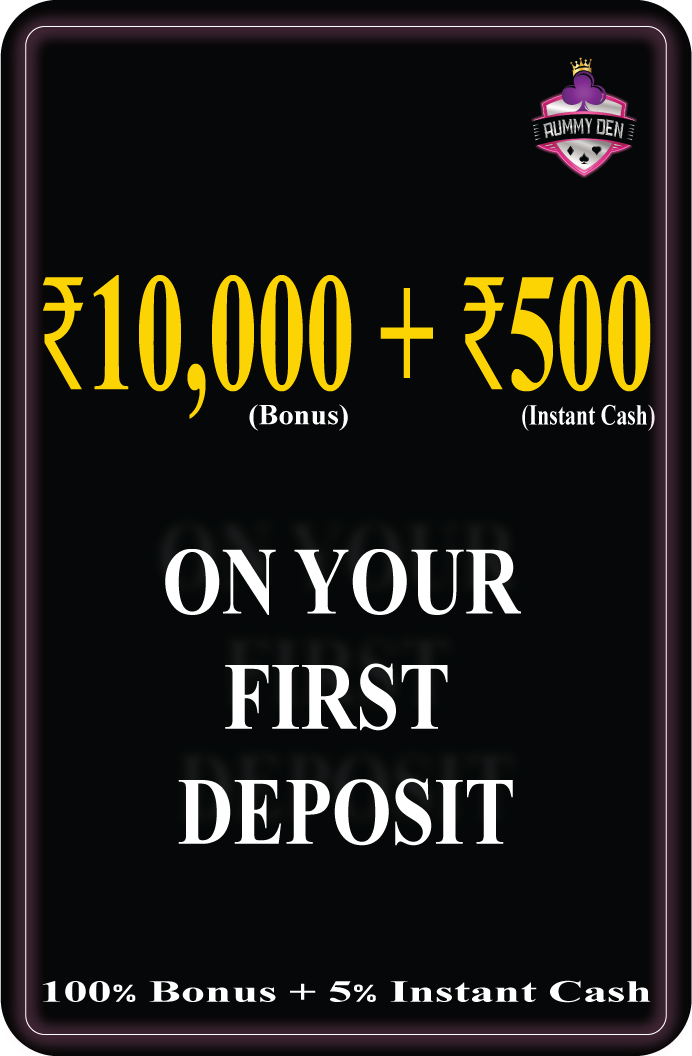 RUMMY DEN
₹10,000 + ₹500
(Bonus) (Instant Cash)
ON YOUR
FIRST
DEPOSIT
100% Bonus + 5% Instant Cash